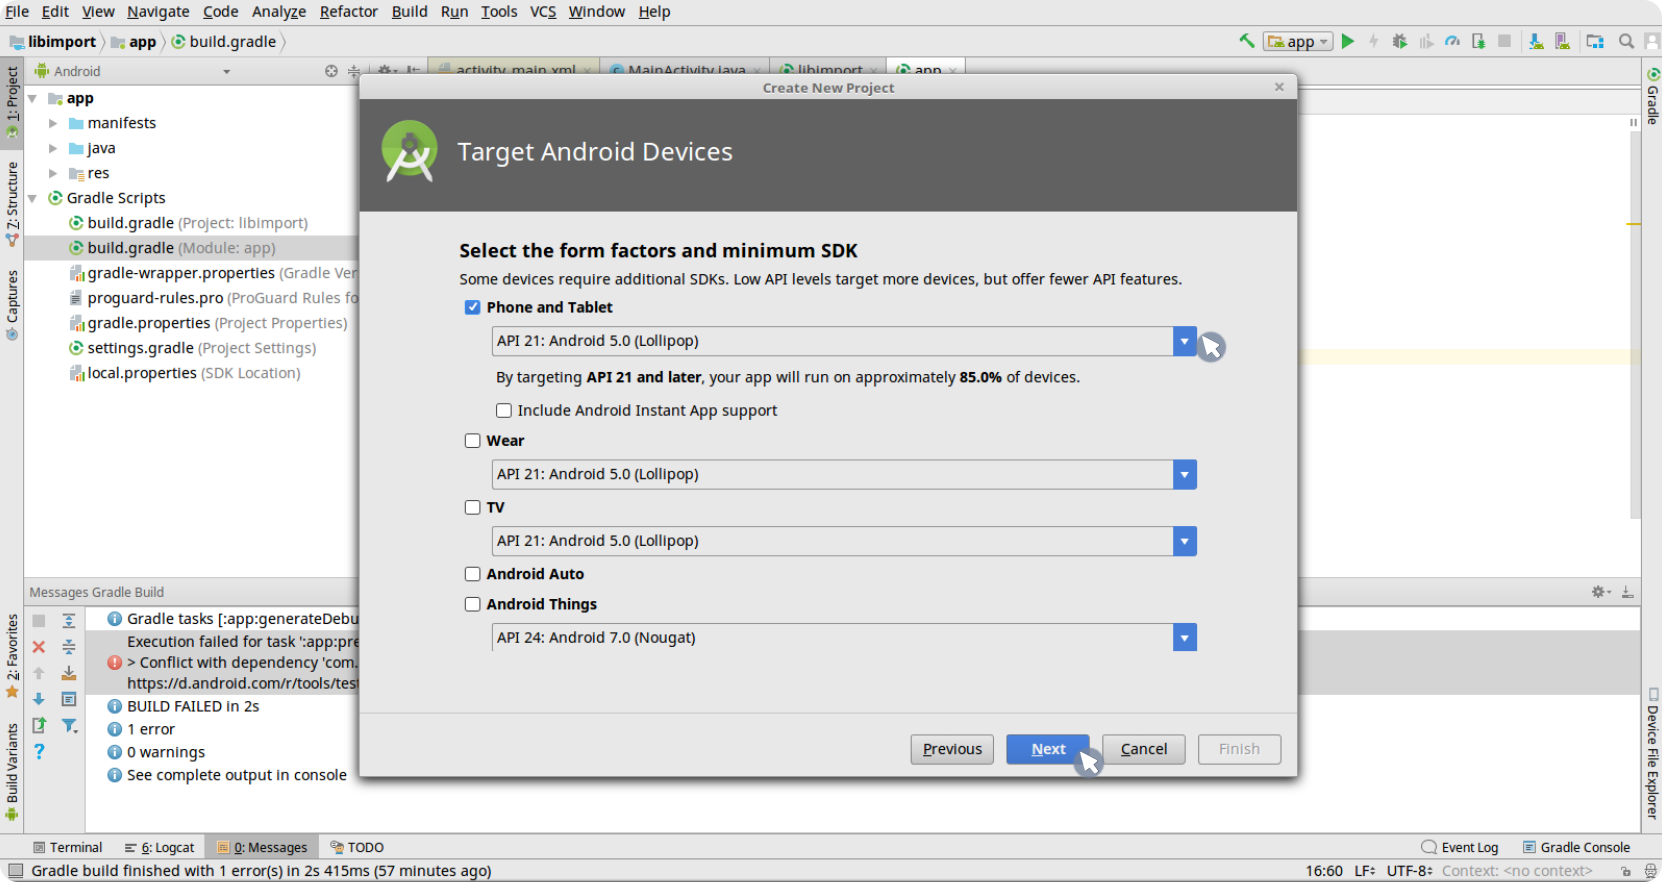 File Edit View Navigate Code Analyze Refactor Build Run Tools VCS Window Help
libimport app build.gradle app
Android activity_main.xml MainActivity.java libimport app
1: Project
7: Structure
Captures
2: Favorites
Build Variants
app
manifests
java
res
Gradle Scripts
build.gradle (Project: libimport)
build.gradle (Module: app)
gradle-wrapper.properties (Gradle Ver
proguard-rules.pro (ProGuard Rules fo
gradle.properties (Project Properties)
settings.gradle (Project Settings)
local.properties (SDK Location)
Create New Project
Target Android Devices
Select the form factors and minimum SDK
Some devices require additional SDKs. Low API levels target more devices, but offer fewer API features.
Phone and Tablet
API 21: Android 5.0 (Lollipop)
By targeting API 21 and later, your app will run on approximately 85.0% of devices.
Include Android Instant App support
Wear
API 21: Android 5.0 (Lollipop)
TV
API 21: Android 5.0 (Lollipop)
Android Auto
Android Things
API 24: Android 7.0 (Nougat)
Previous Next Cancel Finish
Gradle
Device File Explorer
Messages Gradle Build
Gradle tasks [:app:generateDebu
Execution failed for task ':app:pre
> Conflict with dependency 'com.
https://d.android.com/r/tools/test
BUILD FAILED in 2s
1 error
0 warnings
See complete output in console
Terminal 6: Logcat 0: Messages TODO Event Log Gradle Console
Gradle build finished with 1 error(s) in 2s 415ms (57 minutes ago) 16:60 LF UTF-8 Context: <no context>